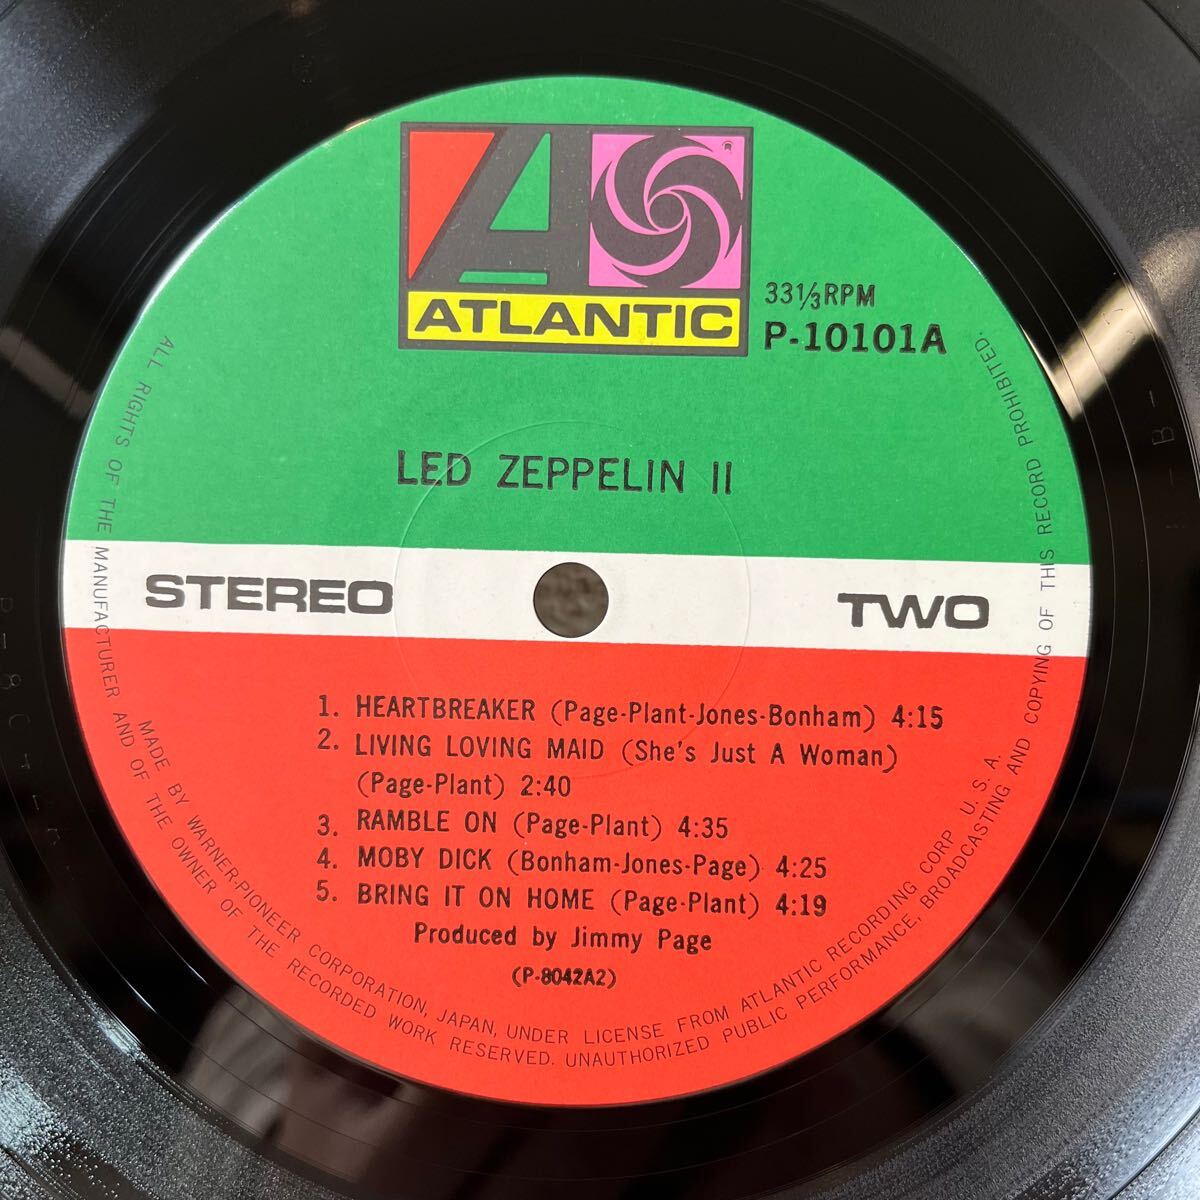 ATLANTIC
®
33⅓RPM
P-10101A
LED ZEPPELIN II
STEREO
TWO
1. HEARTBREAKER (Page-Plant-Jones-Bonham) 4:15
2. LIVING LOVING MAID (She's Just A Woman)
(Page-Plant) 2:40
3. RAMBLE ON (Page-Plant) 4:35
4. MOBY DICK (Bonham-Jones-Page) 4:25
5. BRING IT ON HOME (Page-Plant) 4:19
Produced by Jimmy Page
(P-8042A2)
MADE BY WARNER-PIONEER CORPORATION, JAPAN, UNDER LICENSE FROM ATLANTIC RECORDING CORP U. S. A.
ALL RIGHTS OF THE MANUFACTURER AND OF THE OWNER OF THE RECORDED WORK RESERVED. UNAUTHORIZED PUBLIC PERFORMANCE, BROADCASTING AND COPYING OF THIS RECORD PROHIBITED.